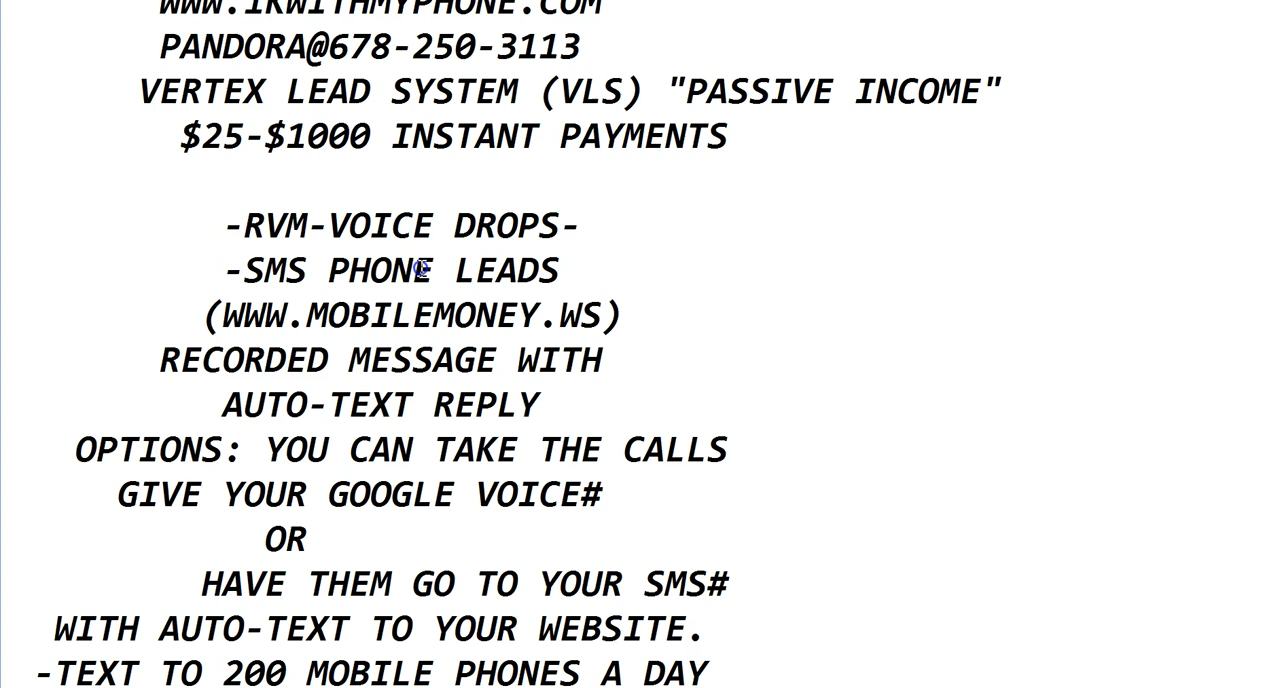 WWW.1KWITHMYPHONE.COM
PANDORA@678-250-3113
VERTEX LEAD SYSTEM (VLS) "PASSIVE INCOME"
$25-$1000 INSTANT PAYMENTS
-RVM-VOICE DROPS-
-SMS PHONE LEADS
(WWW.MOBILEMONEY.WS)
RECORDED MESSAGE WITH
AUTO-TEXT REPLY
OPTIONS: YOU CAN TAKE THE CALLS
GIVE YOUR GOOGLE VOICE#
OR
HAVE THEM GO TO YOUR SMS#
WITH AUTO-TEXT TO YOUR WEBSITE.
-TEXT TO 200 MOBILE PHONES A DAY